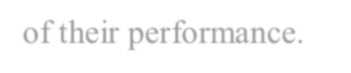 of their performance.